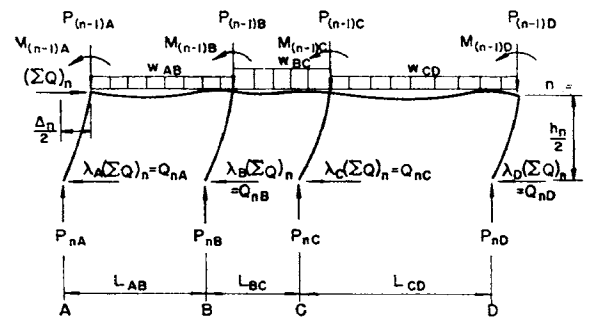 P(n-1)A P(n-1)B P(n-1)C P(n-1)D
M(n-1)A M(n-1)B M(n-1)C M(n-1)D
(ΣQ)n wAB wBC wCD n =
Δn/2 hn/2
λA(ΣQ)n=QnA λB(ΣQ)n =QnB λC(ΣQ)n=QnC λD(ΣQ)n =QnD
PnA PnB PnC PnD
LAB LBC LCD
A B C D